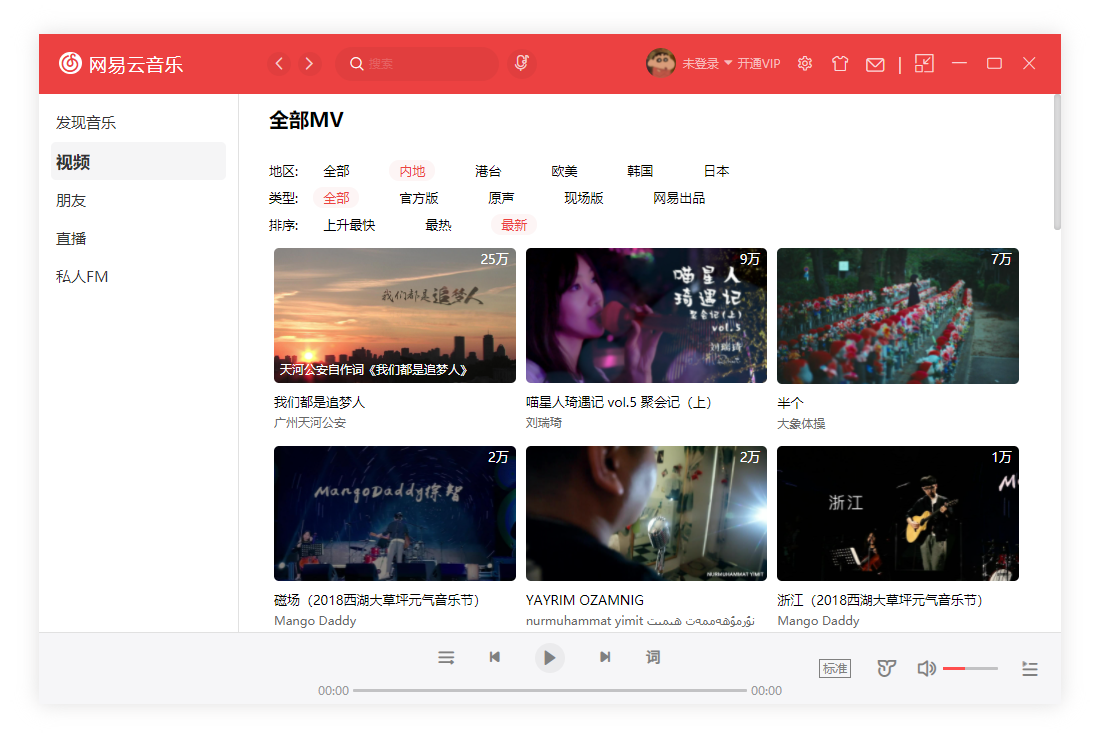 网易云音乐
搜索
未登录
开通VIP
发现音乐
视频
朋友
直播
私人FM
全部MV
地区: 全部 内地 港台 欧美 韩国 日本
类型: 全部 官方版 原声 现场版 网易出品
排序: 上升最快 最热 最新
25万
我们都是追梦人
天河公安自作词《我们都是追梦人》
我们都是追梦人
广州天河公安
9万
喵星人
琦遇记
聚会记(上)
vol.5
刘瑞琦
喵星人琦遇记 vol.5 聚会记（上）
刘瑞琦
7万
半个
大象体操
2万
MangoDaddy徐智
磁场（2018西湖大草坪元气音乐节）
Mango Daddy
2万
NURMUHAMMAT YIMIT
YAYRIM OZAMNIG
nurmuhammat yimit نۇرمۇھەممەت ھىمىت
1万
浙江
浙江（2018西湖大草坪元气音乐节）
Mango Daddy
词
00:00
00:00
标准